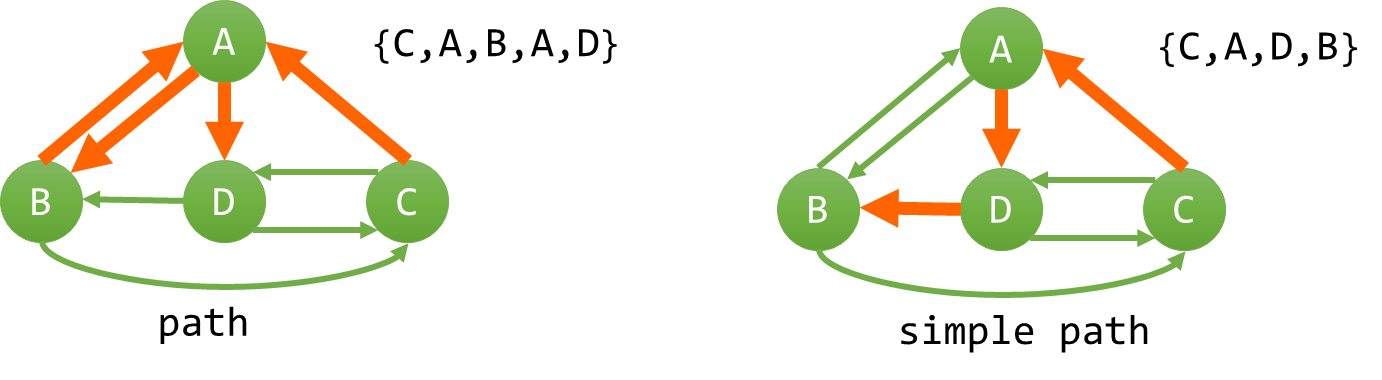 A
{C,A,B,A,D}
B
D
C
path
A
{C,A,D,B}
B
D
C
simple path